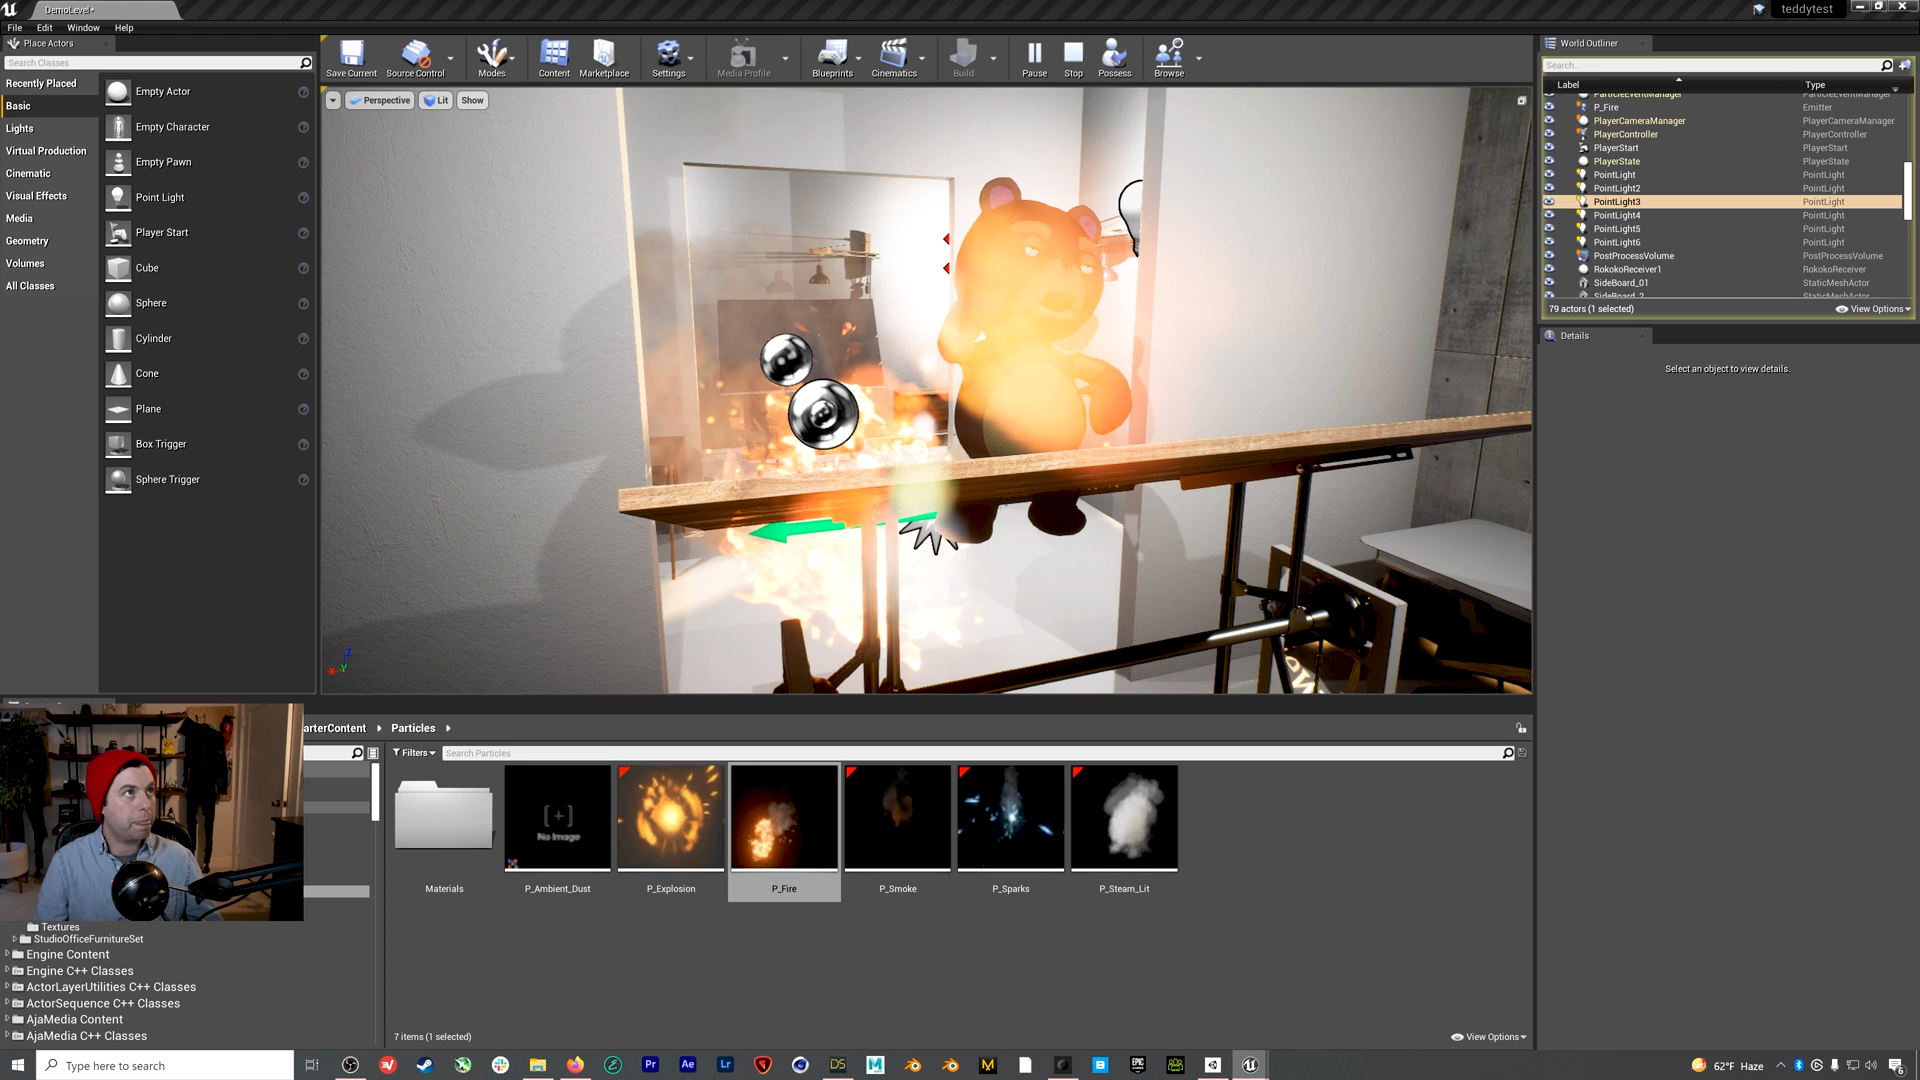 DemoLevel•
teddytest
File Edit Window Help
Place Actors
Search Classes
Recently Placed
Basic
Lights
Virtual Production
Cinematic
Visual Effects
Media
Geometry
Volumes
All Classes
Empty Actor
Empty Character
Empty Pawn
Point Light
Player Start
Cube
Sphere
Cylinder
Cone
Plane
Box Trigger
Sphere Trigger
Save Current Source Control Modes Content Marketplace Settings Media Profile Blueprints Cinematics Build Pause Stop Possess Browse
Perspective Lit Show
World Outliner
Search...
Label Type
ParticleEventManager ParticleEventManager
P_Fire Emitter
PlayerCameraManager PlayerCameraManager
PlayerController PlayerController
PlayerStart PlayerStart
PlayerState PlayerState
PointLight PointLight
PointLight2 PointLight
PointLight3 PointLight
PointLight4 PointLight
PointLight5 PointLight
PointLight6 PointLight
PostProcessVolume PostProcessVolume
RokokoReceiver1 RokokoReceiver
SideBoard_01 StaticMeshActor
SideBoard_2 StaticMeshActor
79 actors (1 selected) View Options
Details
Select an object to view details.
arterContent Particles
Filters Search Particles
[+]
No Image
Materials P_Ambient_Dust P_Explosion P_Fire P_Smoke P_Sparks P_Steam_Lit
Textures
StudioOfficeFurnitureSet
Engine Content
Engine C++ Classes
ActorLayerUtilities C++ Classes
ActorSequence C++ Classes
AjaMedia Content
AjaMedia C++ Classes
7 items (1 selected) View Options
Type here to search
Pr Ae Lr DS M
EPIC GAMES
62°F Haze
6